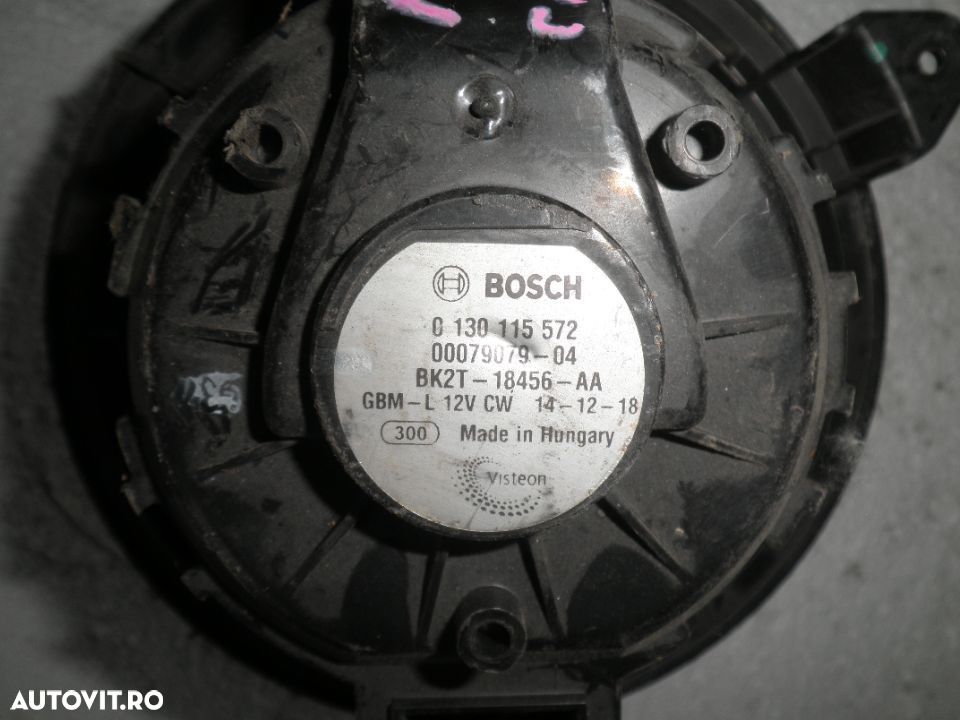 BOSCH
0 130 115 572
00079079-04
BK2T-18456-AA
GBM-L 12V CW 14-12-18
300 Made in Hungary
Visteon
AUTOVIT.RO